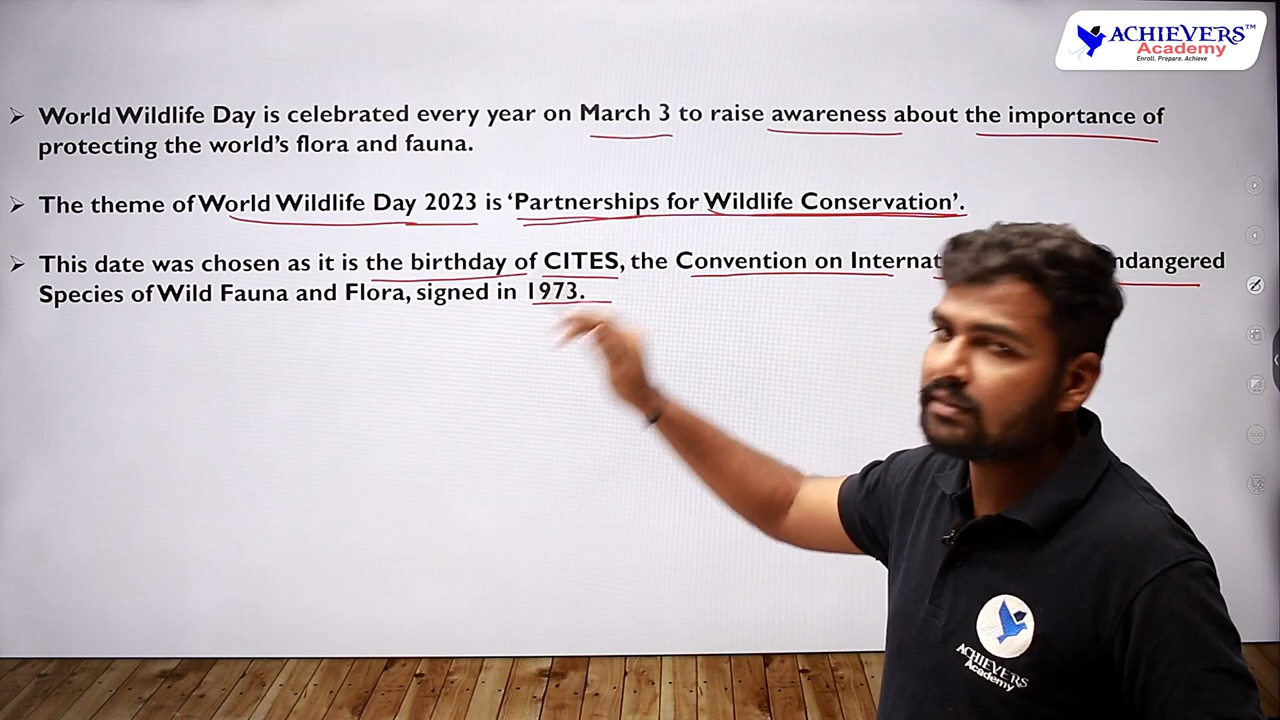 ACHIEVERS™
Academy
Enroll. Prepare. Achieve
➢ World Wildlife Day is celebrated every year on March 3 to raise awareness about the importance of
protecting the world's flora and fauna.
➢ The theme of World Wildlife Day 2023 is 'Partnerships for Wildlife Conservation'.
➢ This date was chosen as it is the birthday of CITES, the Convention on
Species of Wild Fauna and Flora, signed in 1973.
ACHIEVERS
Academy